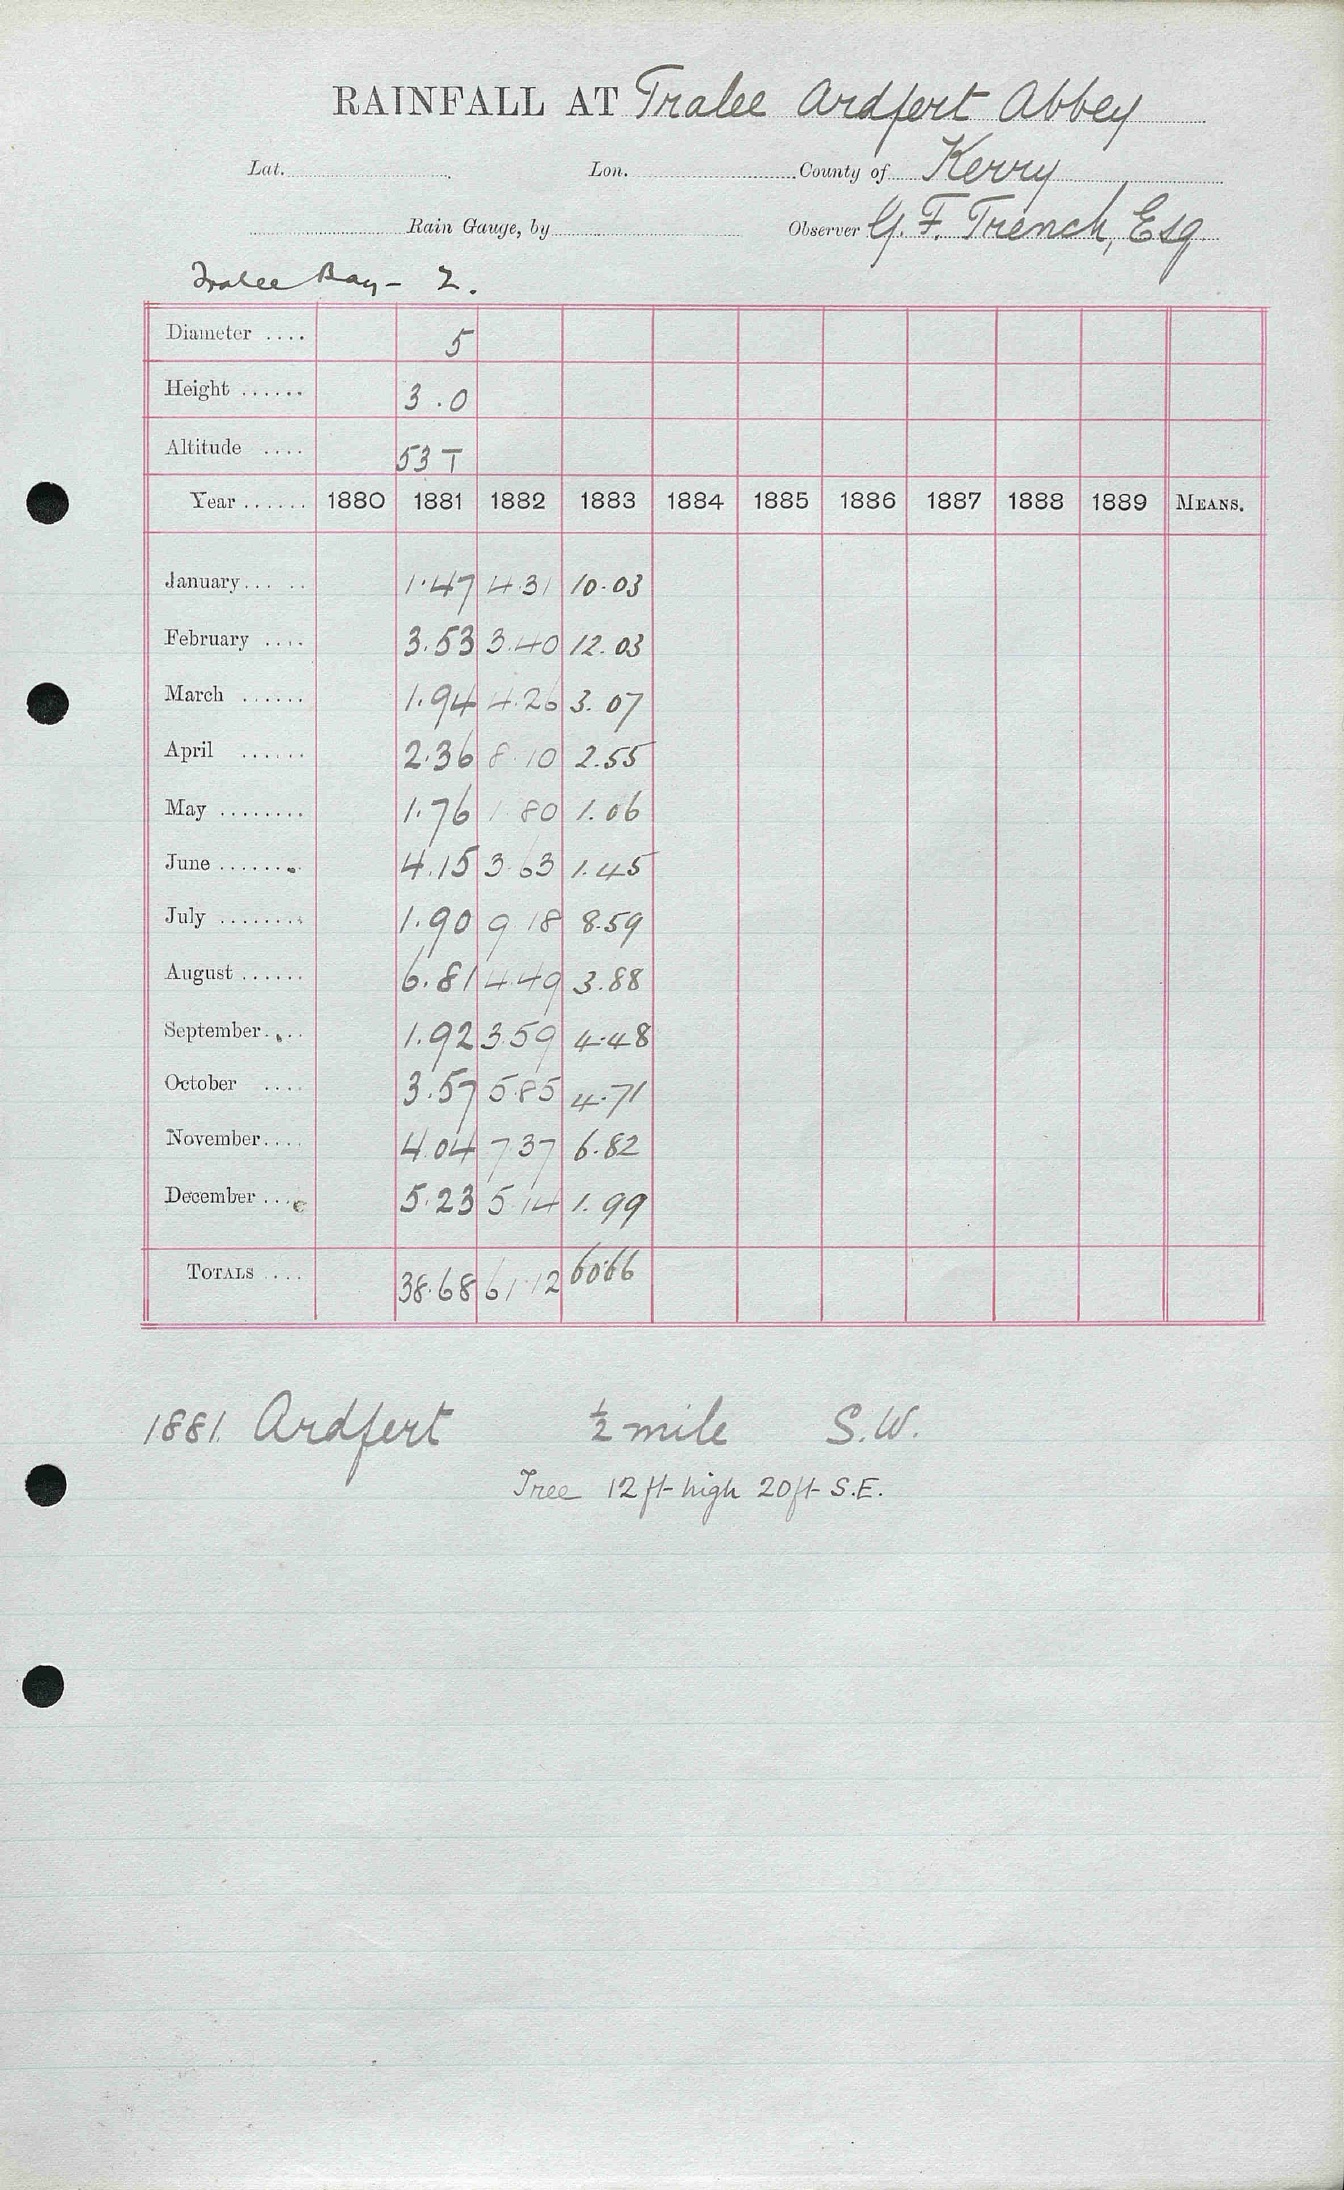 RAINFALL AT Tralee Ardfert Abbey
Lat. Lon. County of Kerry
Rain Gauge, by Observer G. F. Trench, Esq
Tralee Bay - 2.
Diameter .... 5
Height ...... 3.0
Altitude .... 53 T
Year ...... 1880 1881 1882 1883 1884 1885 1886 1887 1888 1889 MEANS.
January..... 1.47 4.31 10.03
February .... 3.53 3.40 12.03
March ...... 1.94 4.26 3.07
April ...... 2.36 8.10 2.55
May ........ 1.76 1.80 1.06
June ........ 4.15 3.63 1.45
July ........ 1.90 9.18 8.59
August ...... 6.81 4.49 3.88
September.... 1.92 3.59 4.48
October .... 3.57 5.85 4.71
November.... 4.04 7.37 6.82
December .... 5.23 5.14 1.99
TOTALS .... 38.68 61.12 60.66
1881. Ardfert ½ mile S.W.
Tree 12 ft high 20 ft S.E.